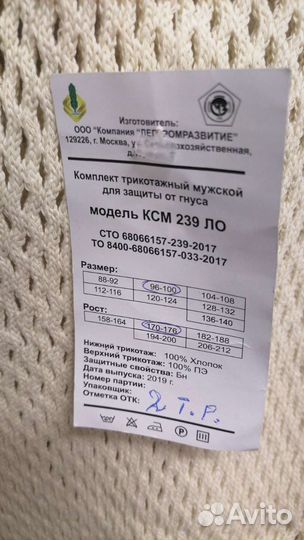 Изготовитель:
ООО "Компания "ЛЕГПРОМРАЗВИТИЕ"
129226, г. Москва, ул. Сельскохозяйственная,
Комплект трикотажный мужской
для защиты от гнуса
модель КСМ 239 ЛО
СТО 68066157-239-2017
ТО 8400-68066157-033-2017
Размер:
88-92 96-100 104-108
112-116 120-124 128-132
136-140
Рост:
158-164 170-176 182-188
194-200 206-212
Нижний трикотаж: 100% Хлопок
Верхний трикотаж: 100% ПЭ
Защитные свойства: Бн
Дата выпуска: 2019 г.
Номер партии:
Упаковщик:
Отметка ОТК:
2 Т.Р.
P
Avito